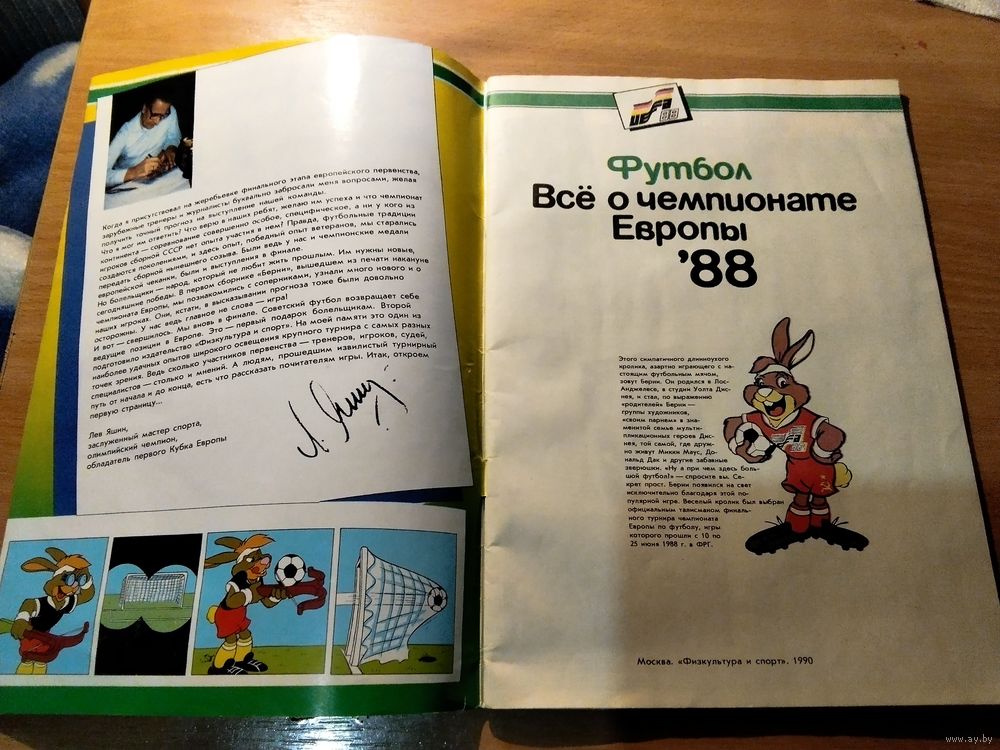 Когда я присутствовал на жеребьевке финального этапа европейского первенства,
зарубежные тренеры и журналисты буквально забросали меня вопросами, желая
получить точный прогноз на выступление нашей команды.
Что я мог им ответить? Что верю в наших ребят, желаю им успеха и что чемпионат
континента — соревнование совершенно особое, специфическое, а ни у кого из
игроков сборной СССР нет опыта участия в нем? Правда, футбольные традиции
создаются поколениями, и здесь опыт, победный опыт ветеранов, мы старались
передать сборной нынешнего созыва. Были ведь у нас и чемпионские медали
европейской чеканки, были и выступления в финале.
Но болельщики — народ, который не любит жить прошлым. Им нужны новые,
сегодняшние победы. В первом сборнике «Берни», вышедшем из печати накануне
чемпионата Европы, мы познакомились с соперниками, узнали много нового и о
наших игроках. Они, кстати, в высказывании прогноза тоже были довольно
осторожны. У нас ведь главное не слова — игра!
И вот — свершилось. Мы вновь в финале. Советский футбол возвращает себе
ведущие позиции в Европе. Это — первый подарок болельщикам. Второй
подготовило издательство «Физкультура и спорт». На моей памяти это один из
наиболее удачных опытов широкого освещения крупного турнира с самых разных
точек зрения. Ведь сколько участников первенства — тренеров, игроков, судей,
специалистов — столько и мнений. А людям, прошедшим извилистый турнирный
путь от начала и до конца, есть что рассказать почитателям игры. Итак, откроем
первую страницу...
Лев Яшин,
заслуженный мастер спорта,
олимпийский чемпион,
обладатель первого Кубка Европы
Л. Яшин
UEFA
88
Футбол
Всё о чемпионате
Европы
'88
Этого симпатичного длинноухого
кролика, азартно играющего с на-
стоящим футбольным мячом,
зовут Берни. Он родился в Лос-
Анджелесе, в студии Уолта Дис-
нея, и стал, по выражению
«родителей» Берни —
группы художников,
«своим парнем» в зна-
менитой семье мульти-
пликационных героев Дис-
нея, той самой, где друж-
но живут Микки Маус, До-
нальд Дак и другие забавные
зверюшки. «Ну а при чем здесь боль-
шой футбол!» — спросите вы. Се-
крет прост. Берни появился на свет
исключительно благодаря этой по-
пулярной игре. Веселый кролик был выбран
официальным талисманом финаль-
ного турнира чемпионата
Европы по футболу, игры
которого прошли с 10 по
25 июня 1988 г. в ФРГ.
UEFA
Москва. «Физкультура и спорт». 1990
www.ay.by